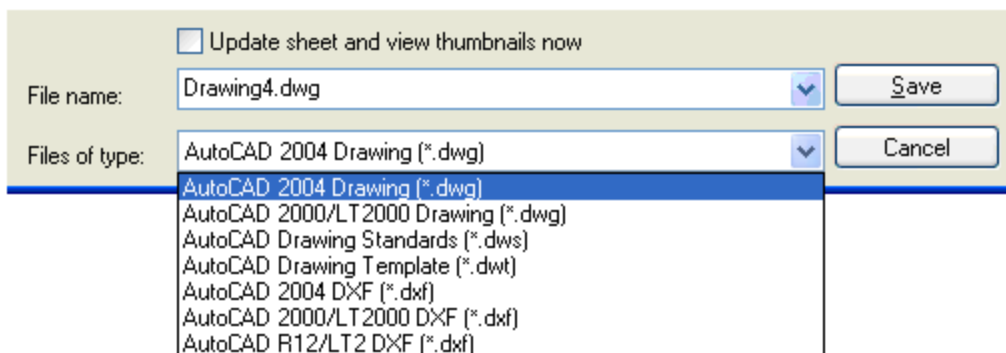 Update sheet and view thumbnails now
File name: Drawing4.dwg Save
Files of type: AutoCAD 2004 Drawing (*.dwg) Cancel
AutoCAD 2004 Drawing (*.dwg)
AutoCAD 2000/LT2000 Drawing (*.dwg)
AutoCAD Drawing Standards (*.dws)
AutoCAD Drawing Template (*.dwt)
AutoCAD 2004 DXF (*.dxf)
AutoCAD 2000/LT2000 DXF (*.dxf)
AutoCAD R12/LT2 DXF (*.dxf)